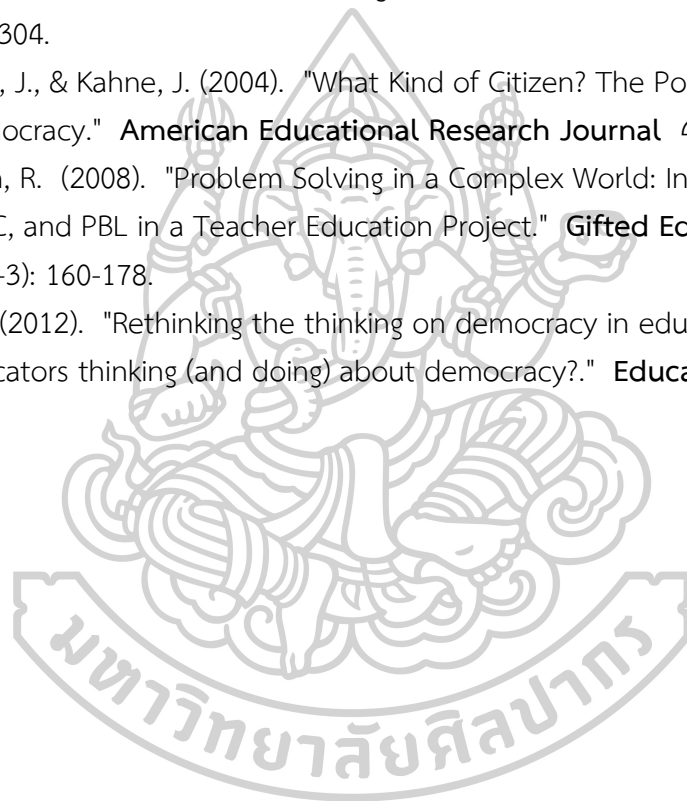 304.
, J., & Kahne, J. (2004). "What Kind of Citizen? The Po
ocracy." American Educational Research Journal
, R. (2008). "Problem Solving in a Complex World: In
C, and PBL in a Teacher Education Project." Gifted Ed
-3): 160-178.
(2012). "Rethinking the thinking on democracy in edu
cators thinking (and doing) about democracy?." Educa
มหาวิทยาลัยศิลปากร